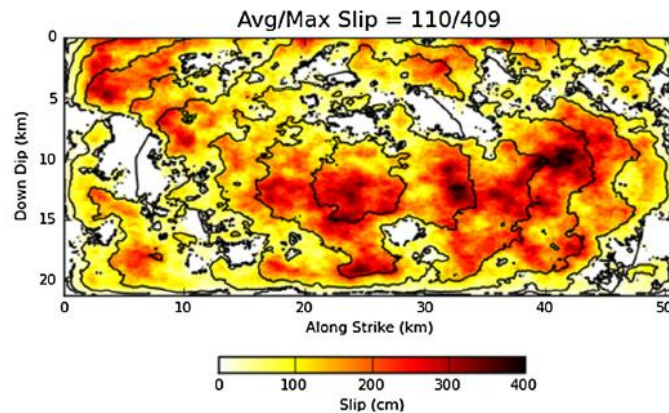 Avg/Max Slip = 110/409
Down Dip (km)
0
5
10
15
20
0 10 20 30 40 50
Along Strike (km)
0 100 200 300 400
Slip (cm)